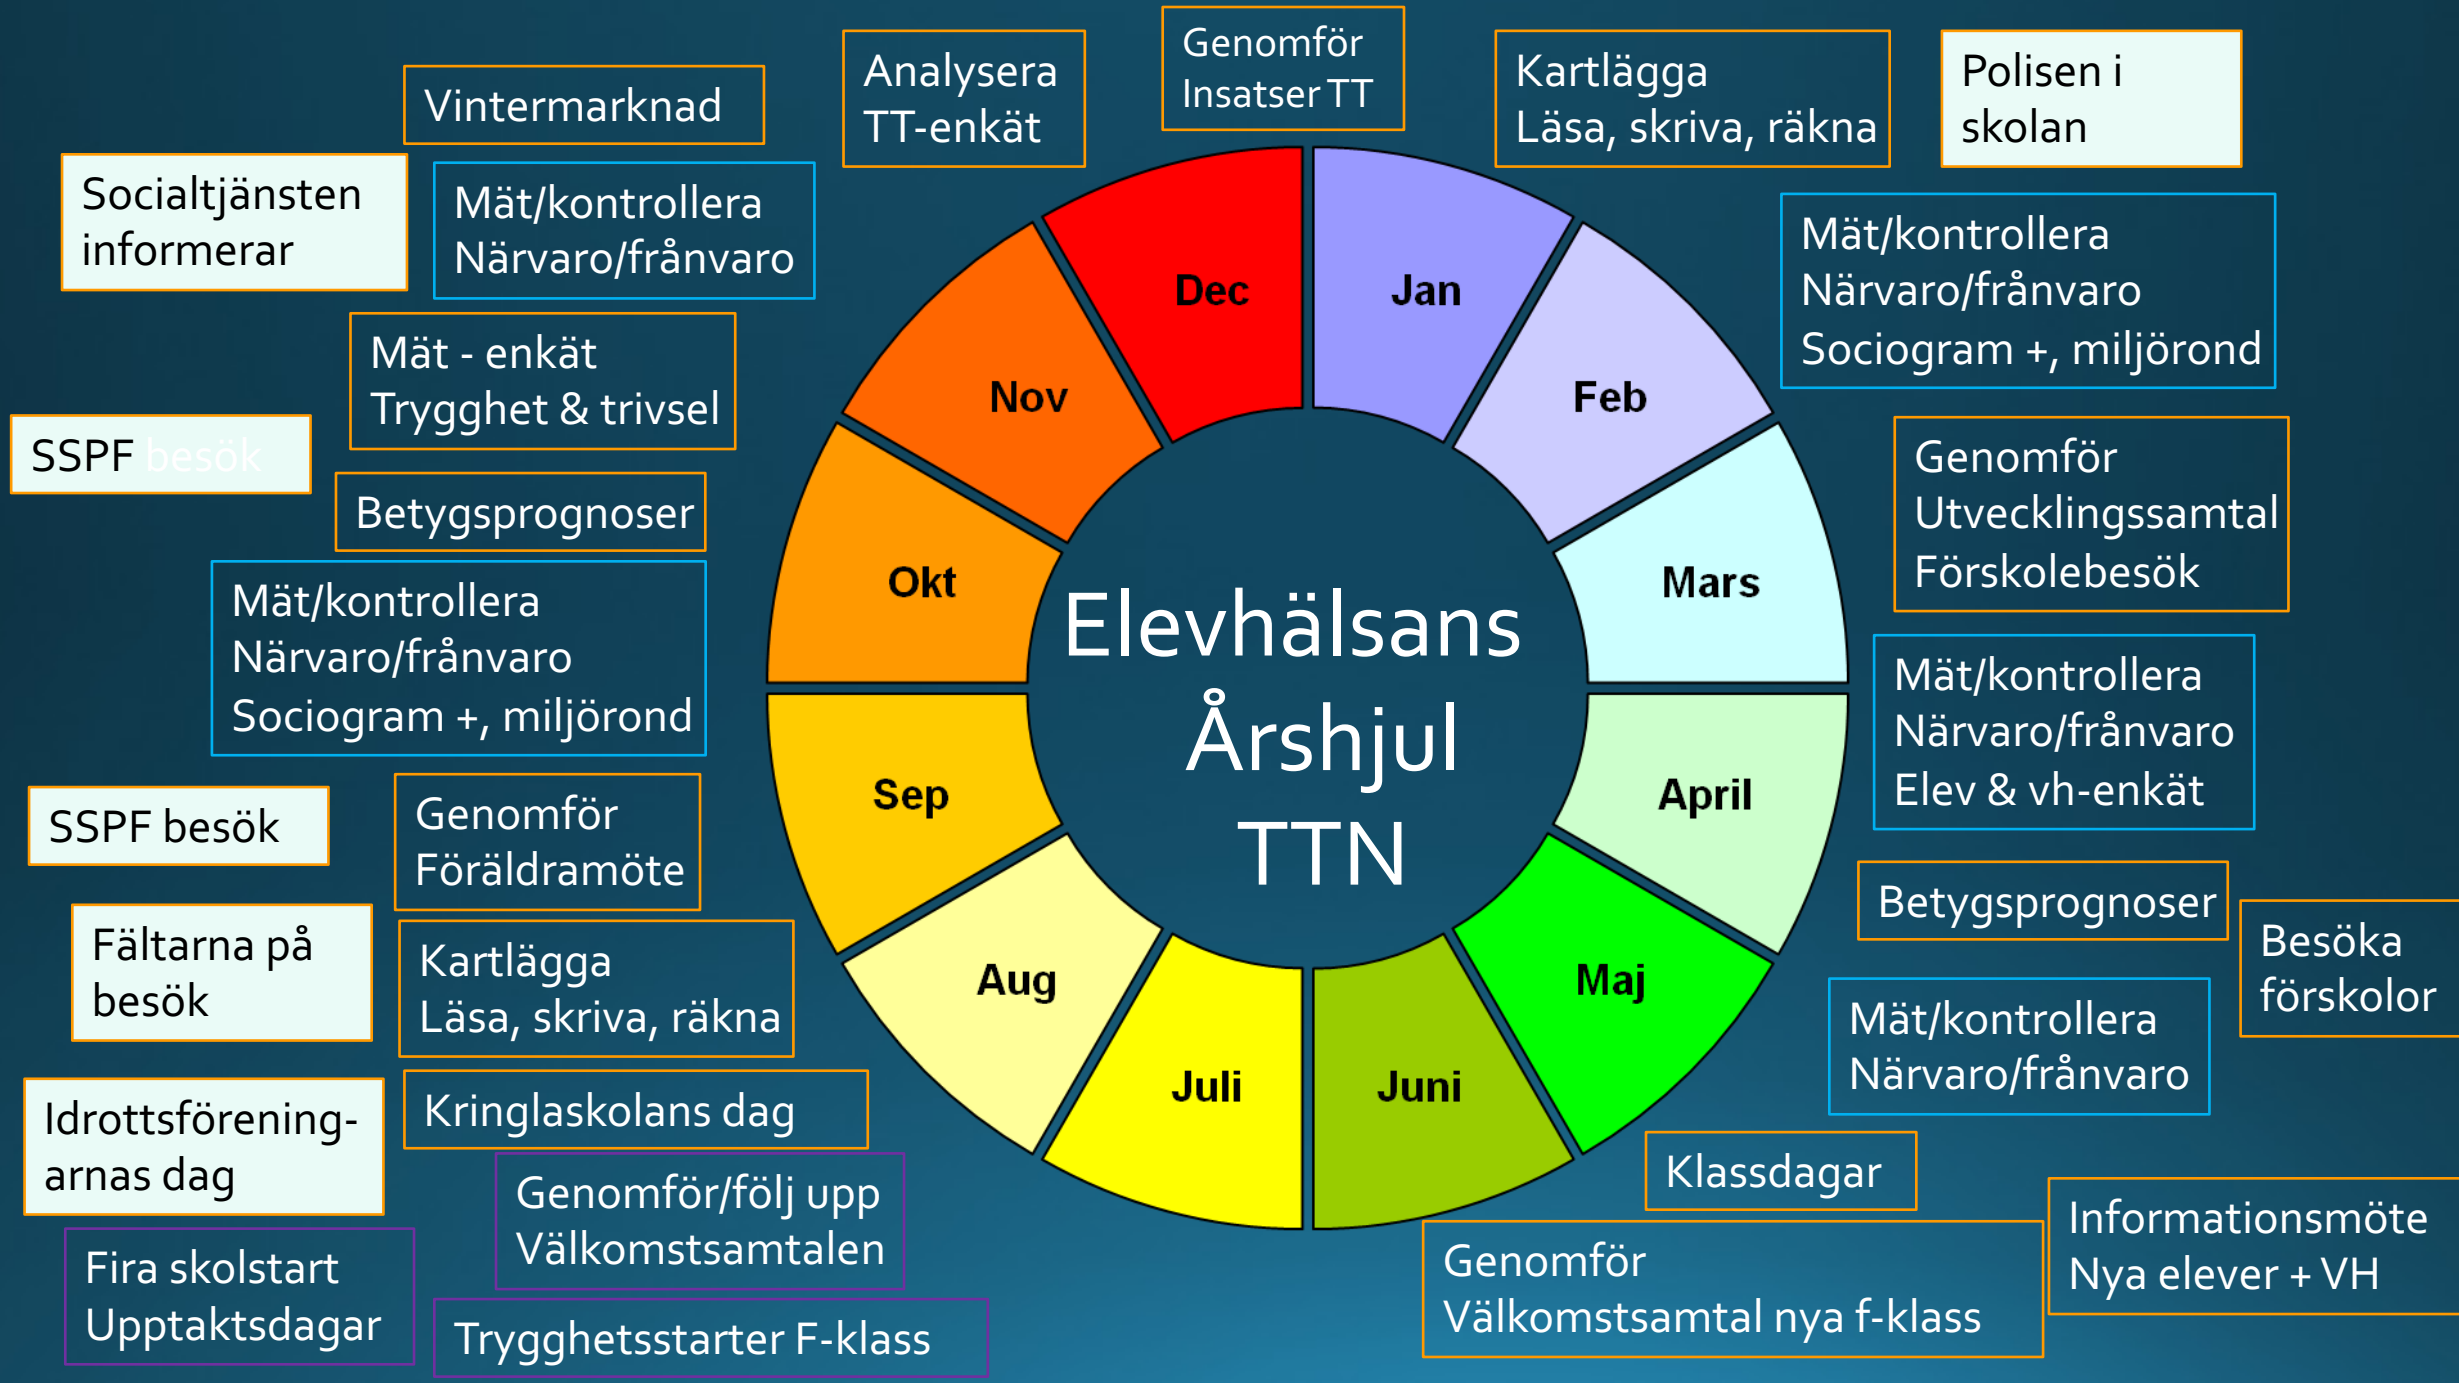 Vintermarknad
Analysera
TT-enkät
Genomför
Insatser TT
Kartlägga
Läsa, skriva, räkna
Polisen i
skolan
Socialtjänsten
informerar
Mät/kontrollera
Närvaro/frånvaro
Mät/kontrollera
Närvaro/frånvaro
Sociogram +, miljörond
Mät - enkät
Trygghet & trivsel
SSPF besök
Betygsprognoser
Genomför
Utvecklingssamtal
Förskolebesök
Mät/kontrollera
Närvaro/frånvaro
Sociogram +, miljörond
Mät/kontrollera
Närvaro/frånvaro
Elev & vh-enkät
SSPF besök
Genomför
Föräldramöte
Betygsprognoser
Besöka
förskolor
Fältarna på
besök
Kartlägga
Läsa, skriva, räkna
Mät/kontrollera
Närvaro/frånvaro
Idrottsförening-
arnas dag
Kringlaskolans dag
Klassdagar
Genomför/följ upp
Välkomstsamtalen
Informationsmöte
Nya elever + VH
Fira skolstart
Upptaktsdagar
Trygghetsstarter F-klass
Genomför
Välkomstsamtal nya f-klass
Dec
Jan
Nov
Feb
Okt
Mars
Sep
April
Aug
Maj
Juli
Juni
Elevhälsans
Årshjul
TTN